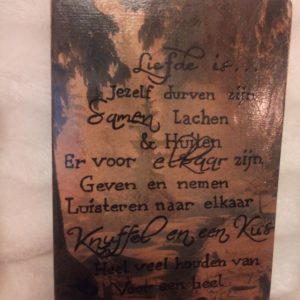 Liefde is...
Jezelf durven zijn
Samen Lachen
& Huilen
Er voor elkaar zijn
Geven en nemen
Luisteren naar elkaar
Knuffel en een Kus
Heel veel houden van
Voor een heel